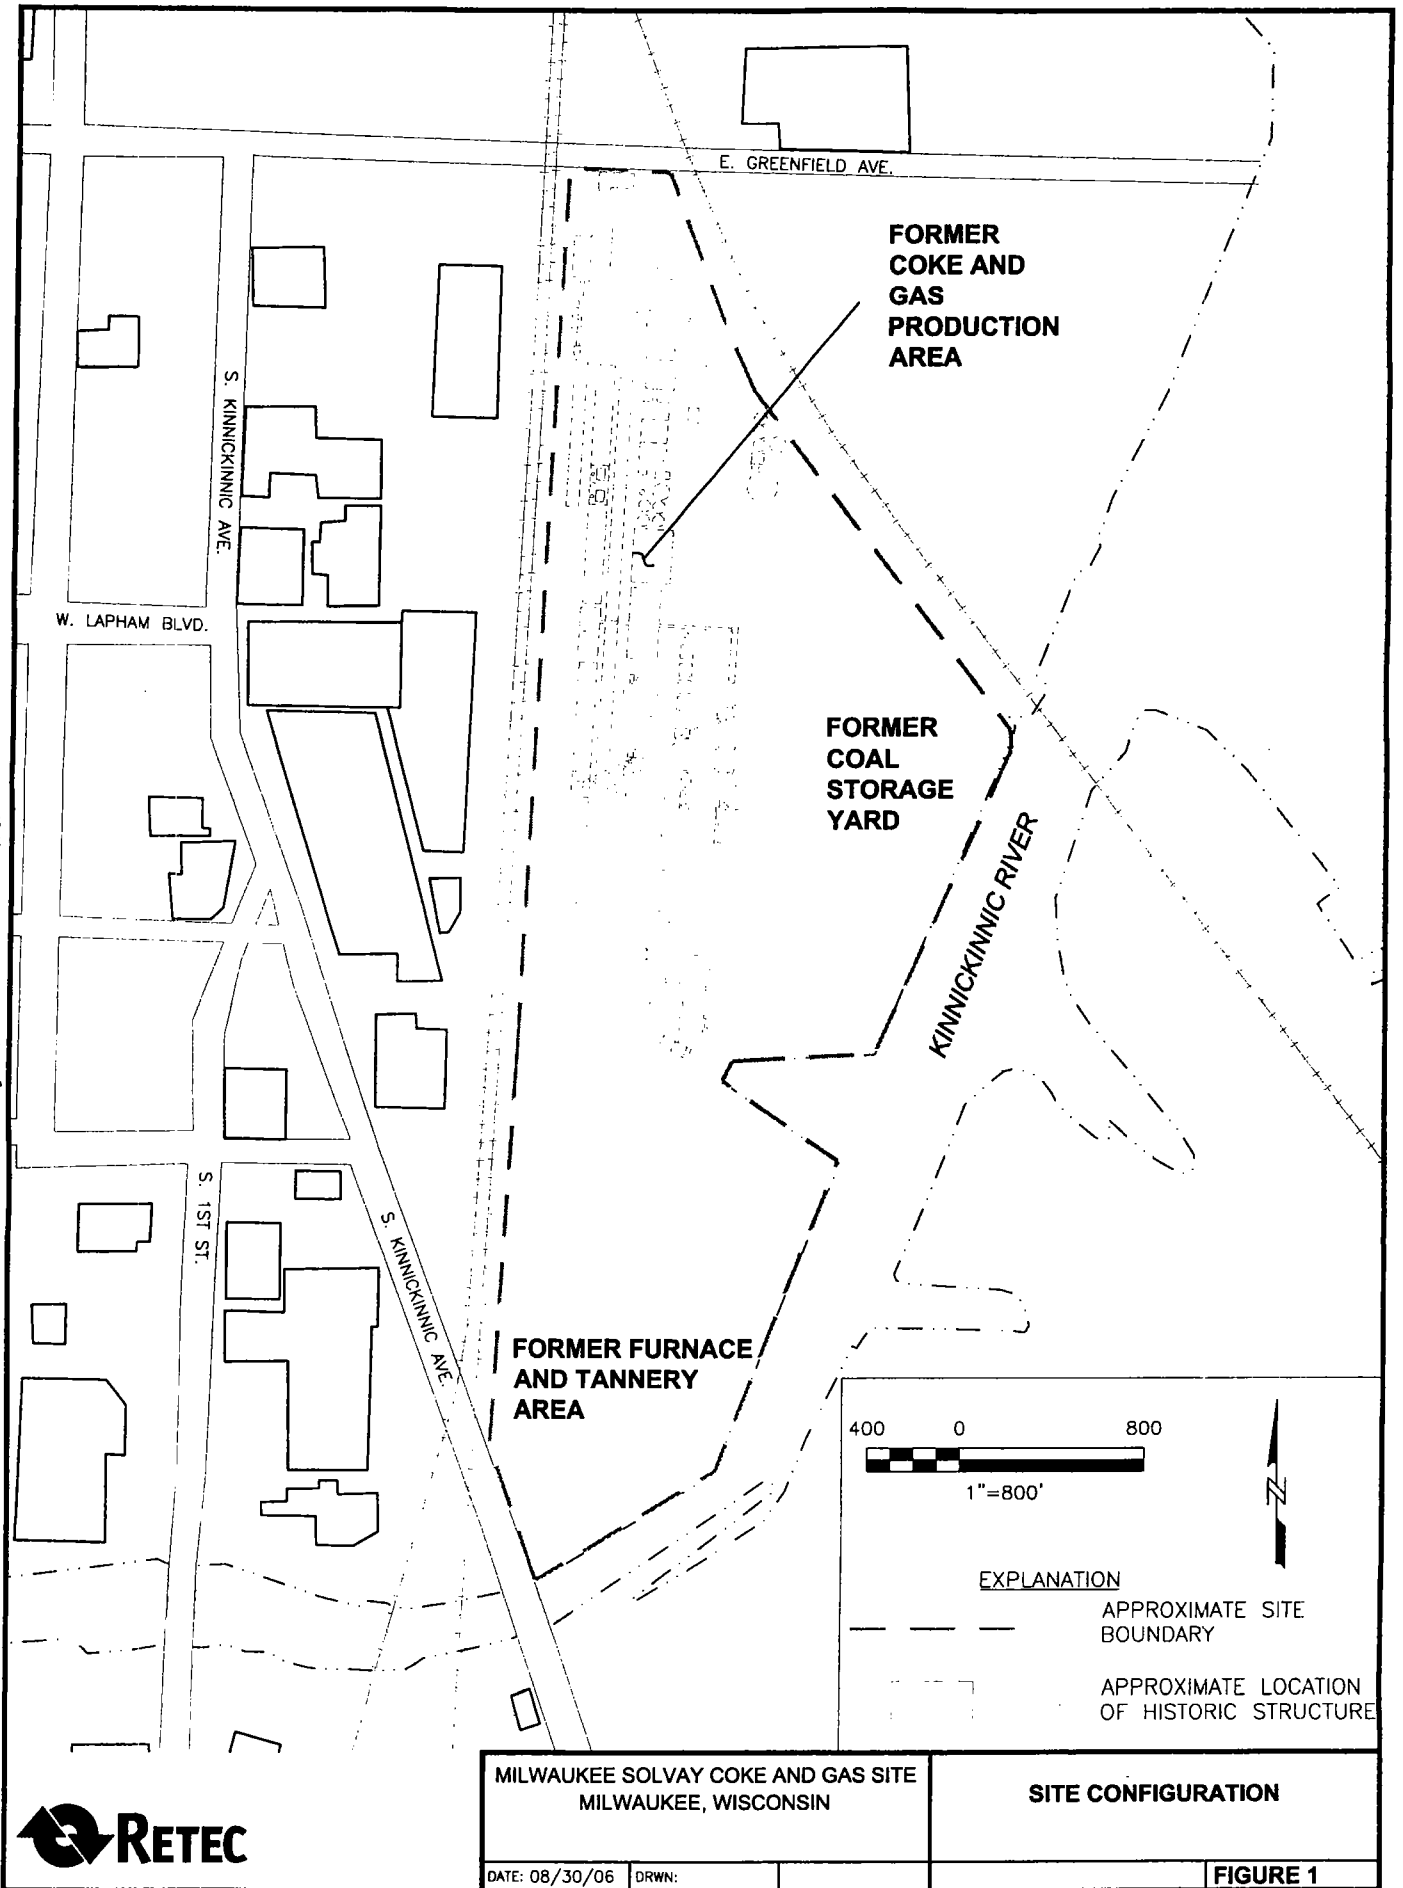 E. GREENFIELD AVE.
FORMER
COKE AND
GAS
PRODUCTION
AREA
S. KINNICKINNIC AVE.
W. LAPHAM BLVD.
FORMER
COAL
STORAGE
YARD
KINNICKINNIC RIVER
S. 1ST ST.
S. KINNICKINNIC AVE.
FORMER FURNACE
AND TANNERY
AREA
400 0 800
1"=800'
N
EXPLANATION
APPROXIMATE SITE
BOUNDARY
APPROXIMATE LOCATION
OF HISTORIC STRUCTURE
RETEC
MILWAUKEE SOLVAY COKE AND GAS SITE
MILWAUKEE, WISCONSIN
SITE CONFIGURATION
DATE: 08/30/06
DRWN:
FIGURE 1